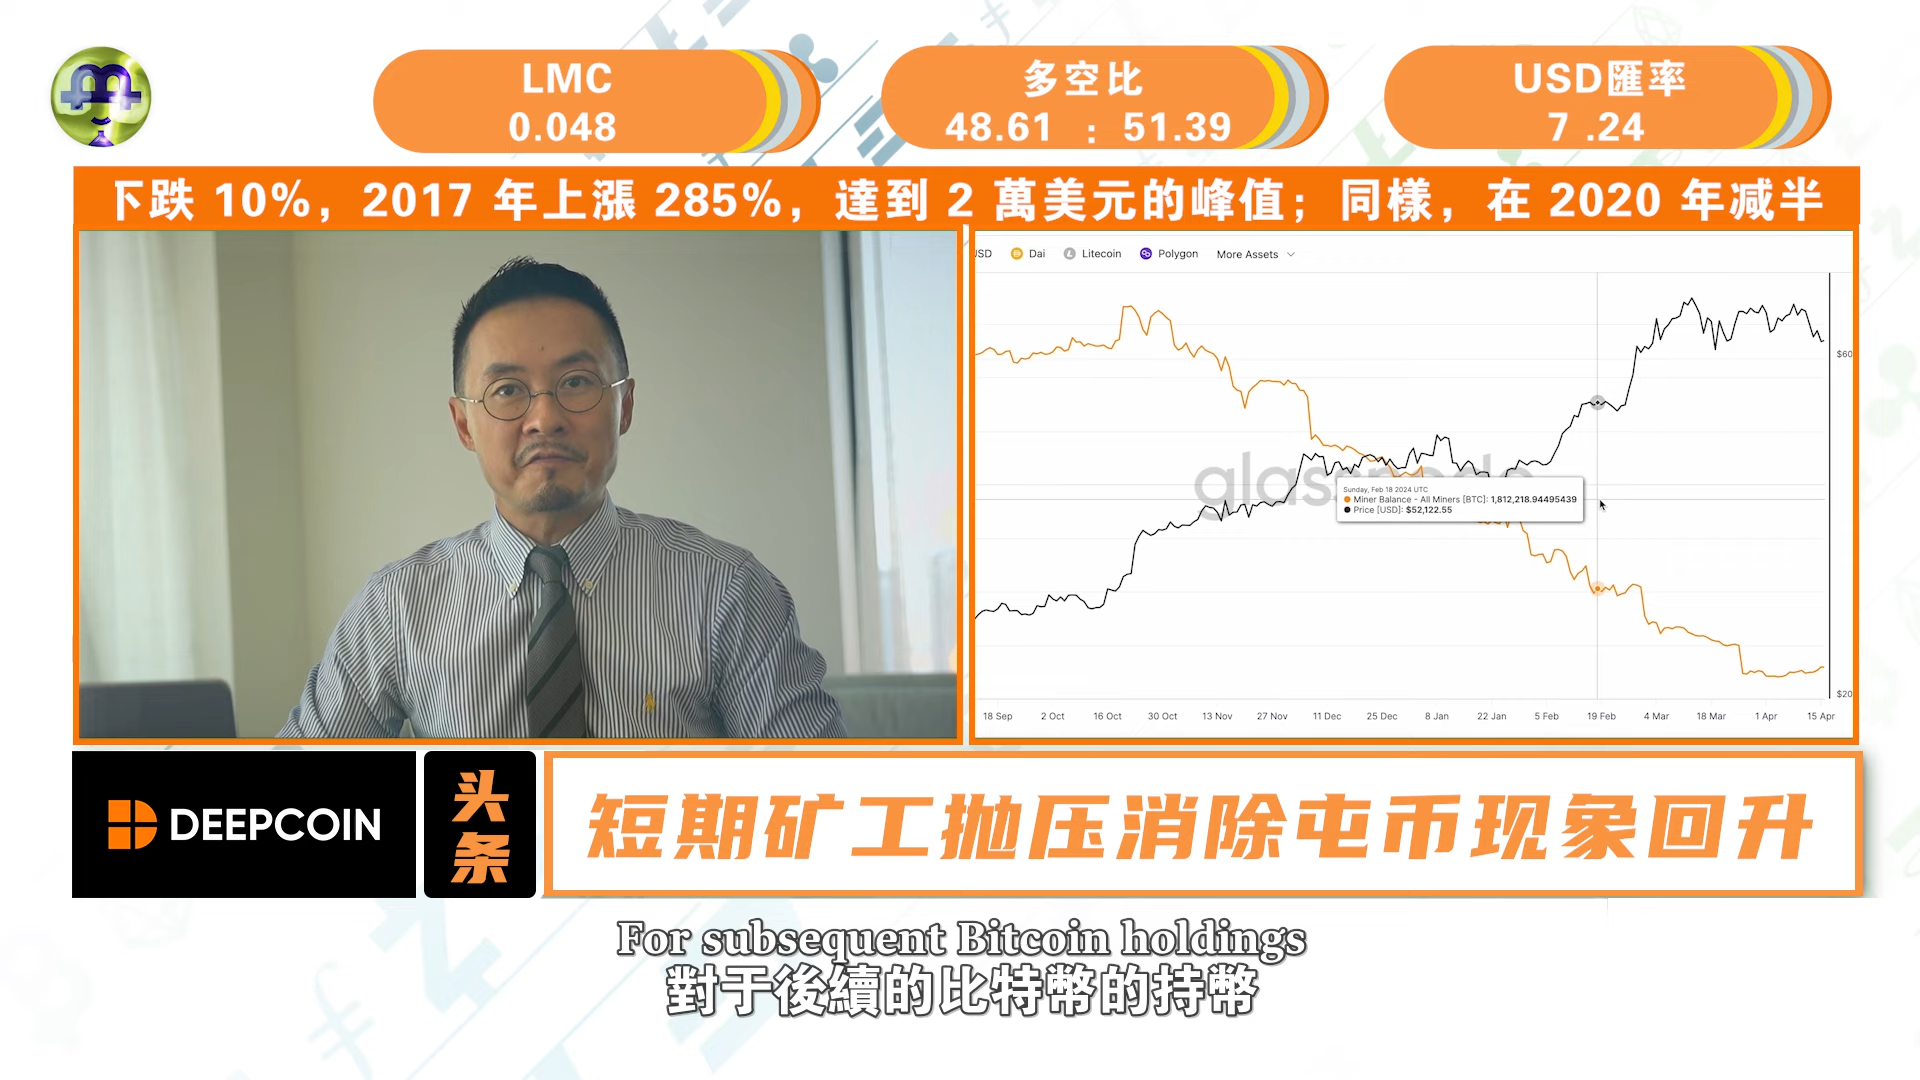 LMC
0.048
多空比
48.61 : 51.39
USD匯率
7 .24
下跌 10%，2017 年上漲 285%，達到 2 萬美元的峰值；同樣，在 2020 年减半
Dai Litecoin Polygon More Assets
$60
Sunday, Feb 18 2024 UTC
Miner Balance - All Miners [BTC]: 1,812,218.94495439
Price [USD]: $52,122.55
$20
18 Sep 2 Oct 16 Oct 30 Oct 13 Nov 27 Nov 11 Dec 25 Dec 8 Jan 22 Jan 5 Feb 19 Feb 4 Mar 18 Mar 1 Apr 15 Apr
DEEPCOIN
头条
短期矿工抛压消除屯币现象回升
For subsequent Bitcoin holdings
對于後續的比特幣的持幣